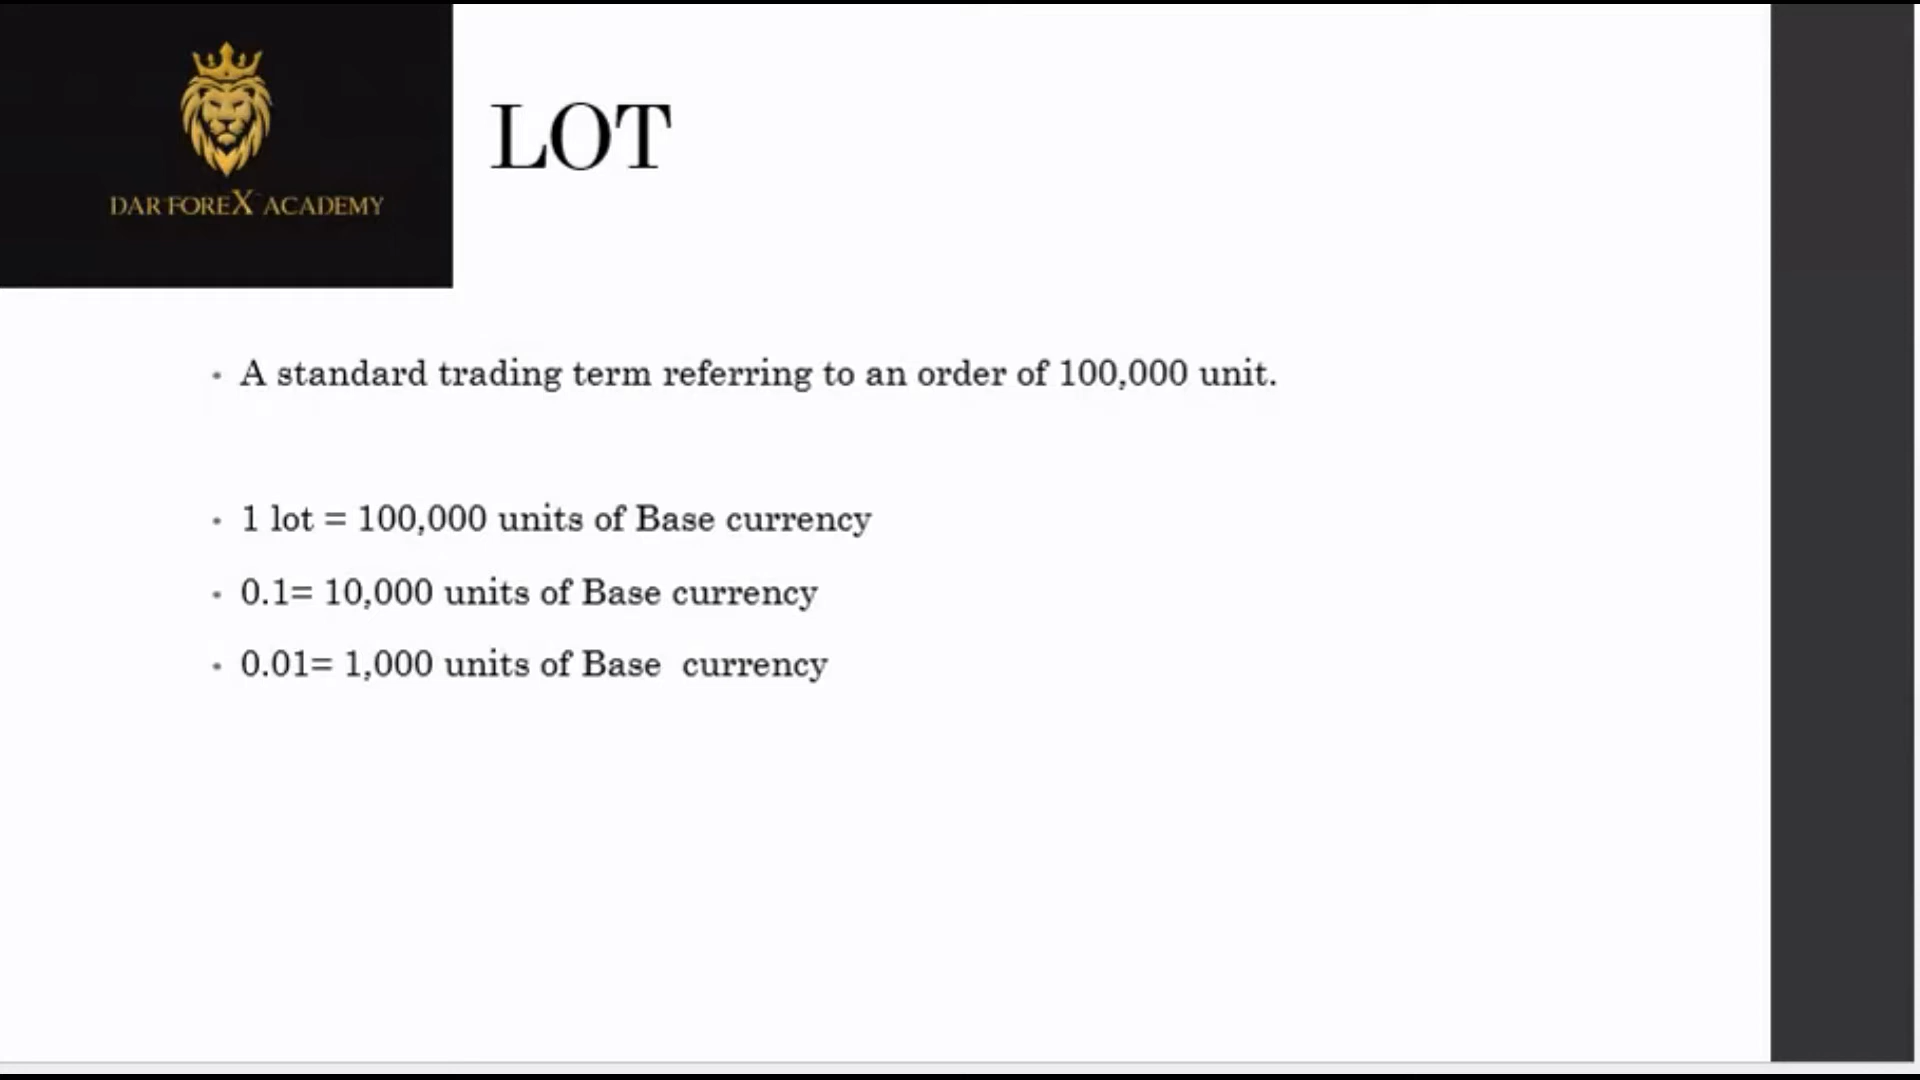 DAR FOREX ACADEMY
LOT
• A standard trading term referring to an order of 100,000 unit.
• 1 lot = 100,000 units of Base currency
• 0.1= 10,000 units of Base currency
• 0.01= 1,000 units of Base  currency